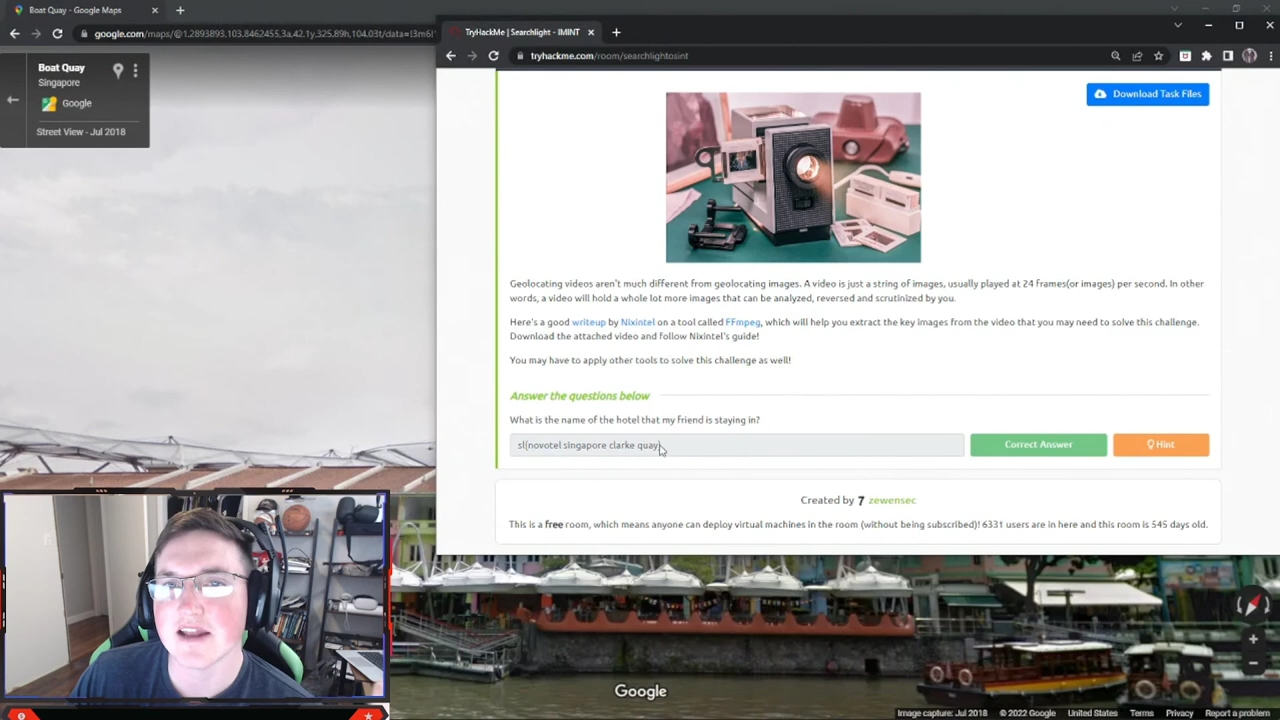 Boat Quay - Google Maps
google.com/maps/@1.2893893,103.8462455,3a,42.1y,325.89h,104.03t/data=!3m6!
Boat Quay
Singapore
Google
Street View - Jul 2018
TryHackMe | Searchlight - IMINT
tryhackme.com/room/searchlightosint
Download Task Files
Geolocating videos aren't much different from geolocating images. A video is just a string of images, usually played at 24 frames(or images) per second. In other
words, a video will hold a whole lot more images that can be analyzed, reversed and scrutinized by you.
Here's a good writeup by Nixintel on a tool called FFmpeg, which will help you extract the key images from the video that you may need to solve this challenge.
Download the attached video and follow Nixintel's guide!
You may have to apply other tools to solve this challenge as well!
Answer the questions below
What is the name of the hotel that my friend is staying in?
sl{novotel singapore clarke quay}
Correct Answer
Hint
Created by zewensec
This is a free room, which means anyone can deploy virtual machines in the room (without being subscribed)! 6331 users are in here and this room is 545 days old.
Google
Image capture: Jul 2018 © 2022 Google United States Terms Privacy Report a problem